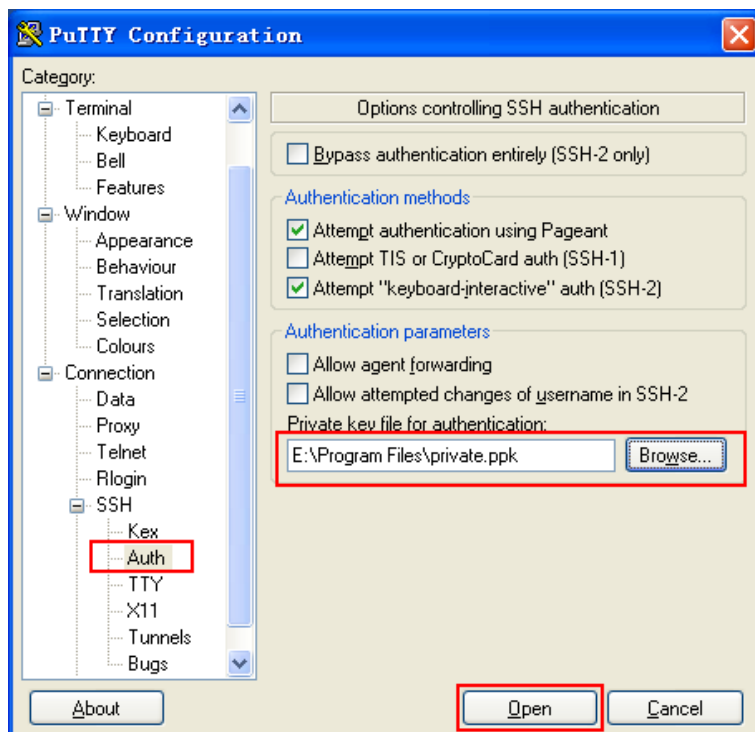 PuTTY Configuration
Category:
Terminal
Keyboard
Bell
Features
Window
Appearance
Behaviour
Translation
Selection
Colours
Connection
Data
Proxy
Telnet
Rlogin
SSH
Kex
Auth
TTY
X11
Tunnels
Bugs
Options controlling SSH authentication
Bypass authentication entirely (SSH-2 only)
Authentication methods
Attempt authentication using Pageant
Attempt TIS or CryptoCard auth (SSH-1)
Attempt "keyboard-interactive" auth (SSH-2)
Authentication parameters
Allow agent forwarding
Allow attempted changes of username in SSH-2
Private key file for authentication:
E:\Program Files\private.ppk
Browse...
About
Open
Cancel